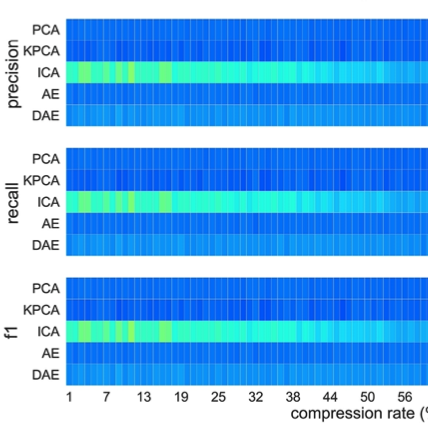 precision
PCA
KPCA
ICA
AE
DAE
recall
PCA
KPCA
ICA
AE
DAE
f1
PCA
KPCA
ICA
AE
DAE
1 7 13 19 25 32 38 44 50 56
compression rate (%